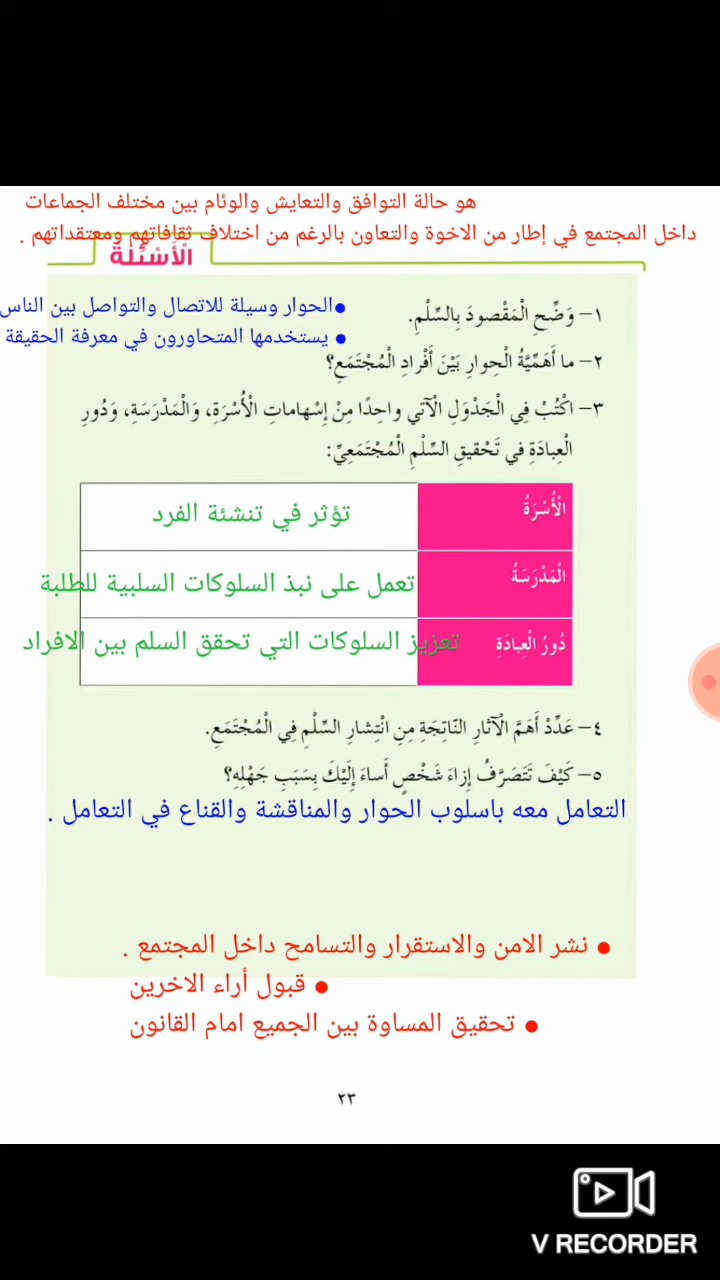 هو حالة التوافق والتعايش والوئام بين مختلف الجماعات
داخل المجتمع في إطار من الاخوة والتعاون بالرغم من اختلاف ثقافاتهم ومعتقداتهم .
الْأَسْئِلَةُ
●الحوار وسيلة للاتصال والتواصل بين الناس
١- وَضِّحِ الْمَقْصودَ بِالسِّلْمِ.
● يستخدمها المتحاورون في معرفة الحقيقة
٢- ما أَهَمِّيَّةُ الْحِوارِ بَيْنَ أَفْرادِ الْمُجْتَمَعِ؟
٣- اكْتُبْ فِي الْجَدْوَلِ الْآتي واحِدًا مِنْ إِسْهاماتِ الْأُسْرَةِ، وَالْمَدْرَسَةِ، وَدُورِ
الْعِبادَةِ في تَحْقيقِ السِّلْمِ الْمُجْتَمَعِيِّ:
الْأُسْرَةُ
تؤثر في تنشئة الفرد
الْمَدْرَسَةُ
تعمل على نبذ السلوكات السلبية للطلبة
دُورُ الْعِبادَةِ
تعزيز السلوكات التي تحقق السلم بين الافراد
٤- عَدِّدْ أَهَمَّ الْآثارِ النّاتِجَةِ مِنِ انْتِشارِ السِّلْمِ فِي الْمُجْتَمَعِ.
٥- كَيْفَ تَتَصَرَّفُ إِزاءَ شَخْصٍ أَساءَ إِلَيْكَ بِسَبَبِ جَهْلِهِ؟
التعامل معه باسلوب الحوار والمناقشة والقناع في التعامل .
● نشر الامن والاستقرار والتسامح داخل المجتمع .
● قبول أراء الاخرين
● تحقيق المساوة بين الجميع امام القانون
٢٣
V RECORDER